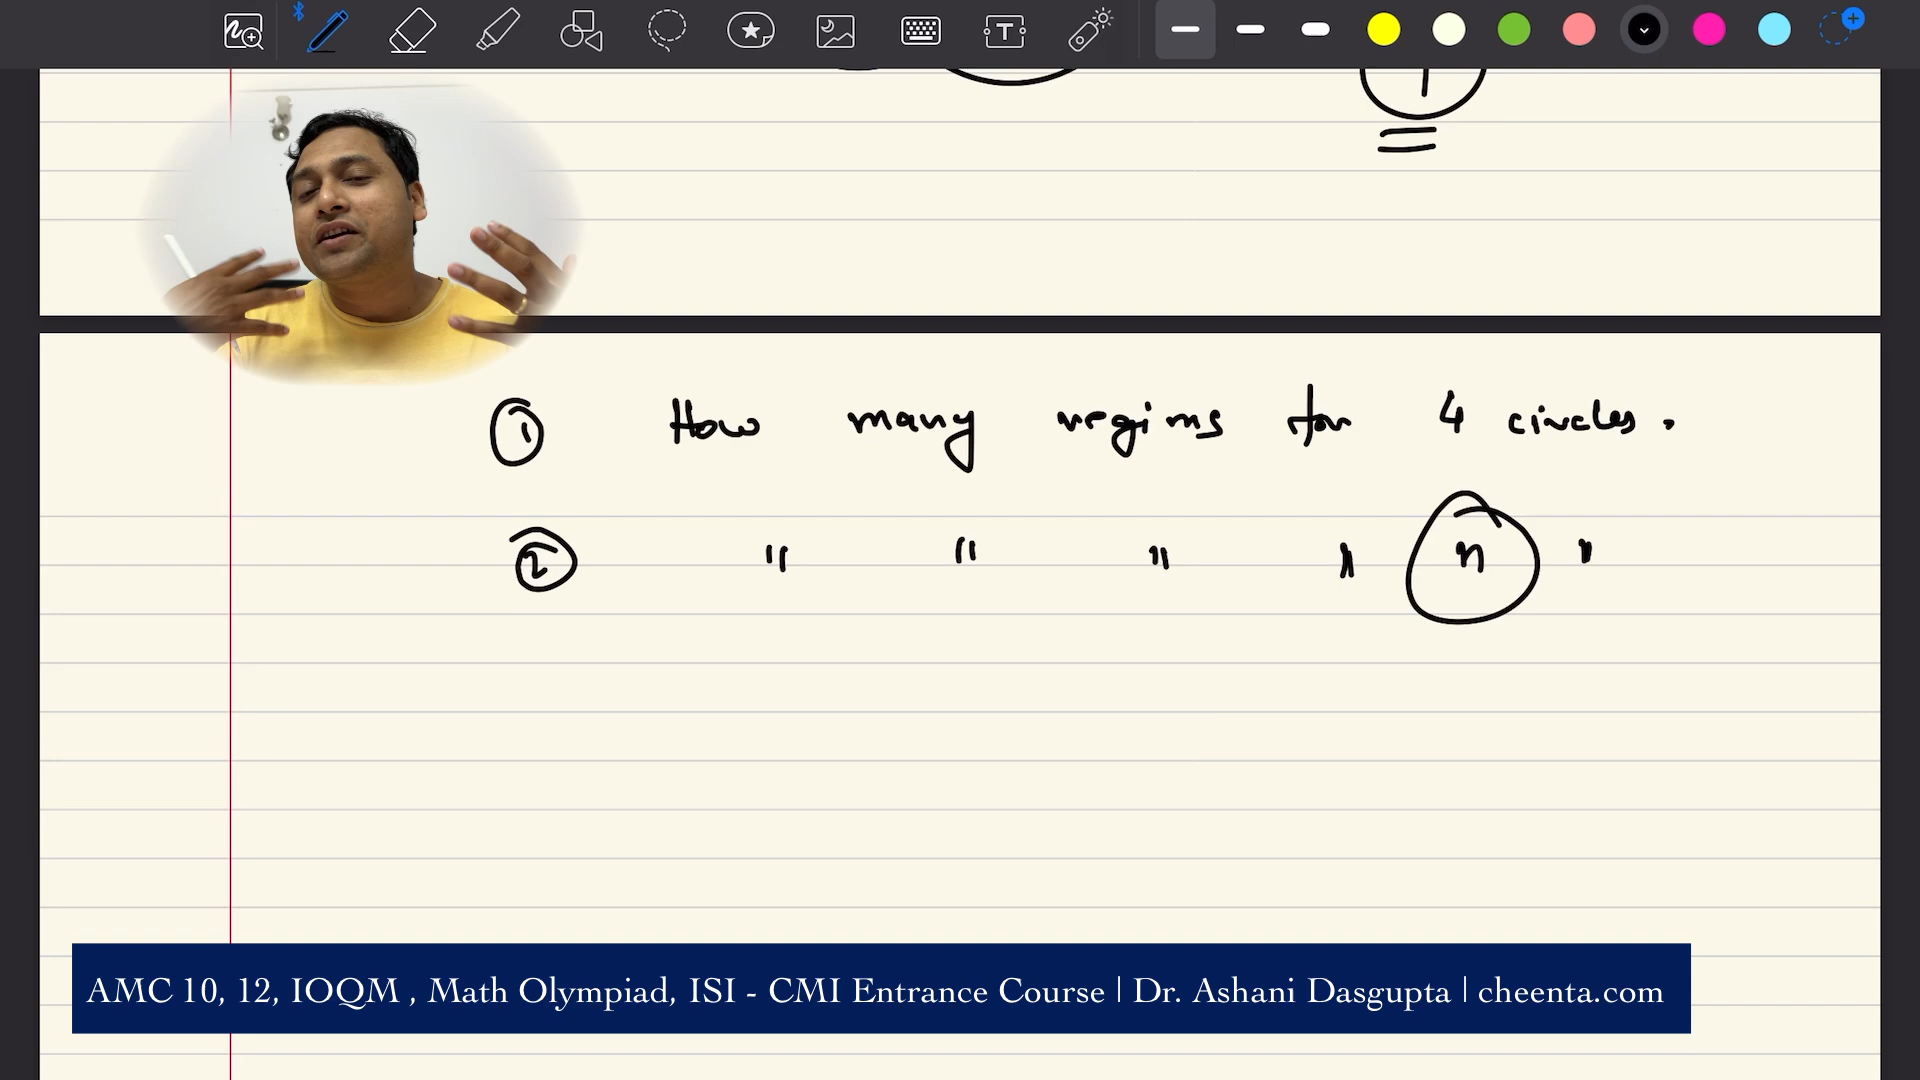 ① How many regions for 4 circles.
② " " " " n "
AMC 10, 12, IOQM , Math Olympiad, ISI - CMI Entrance Course | Dr. Ashani Dasgupta | cheenta.com